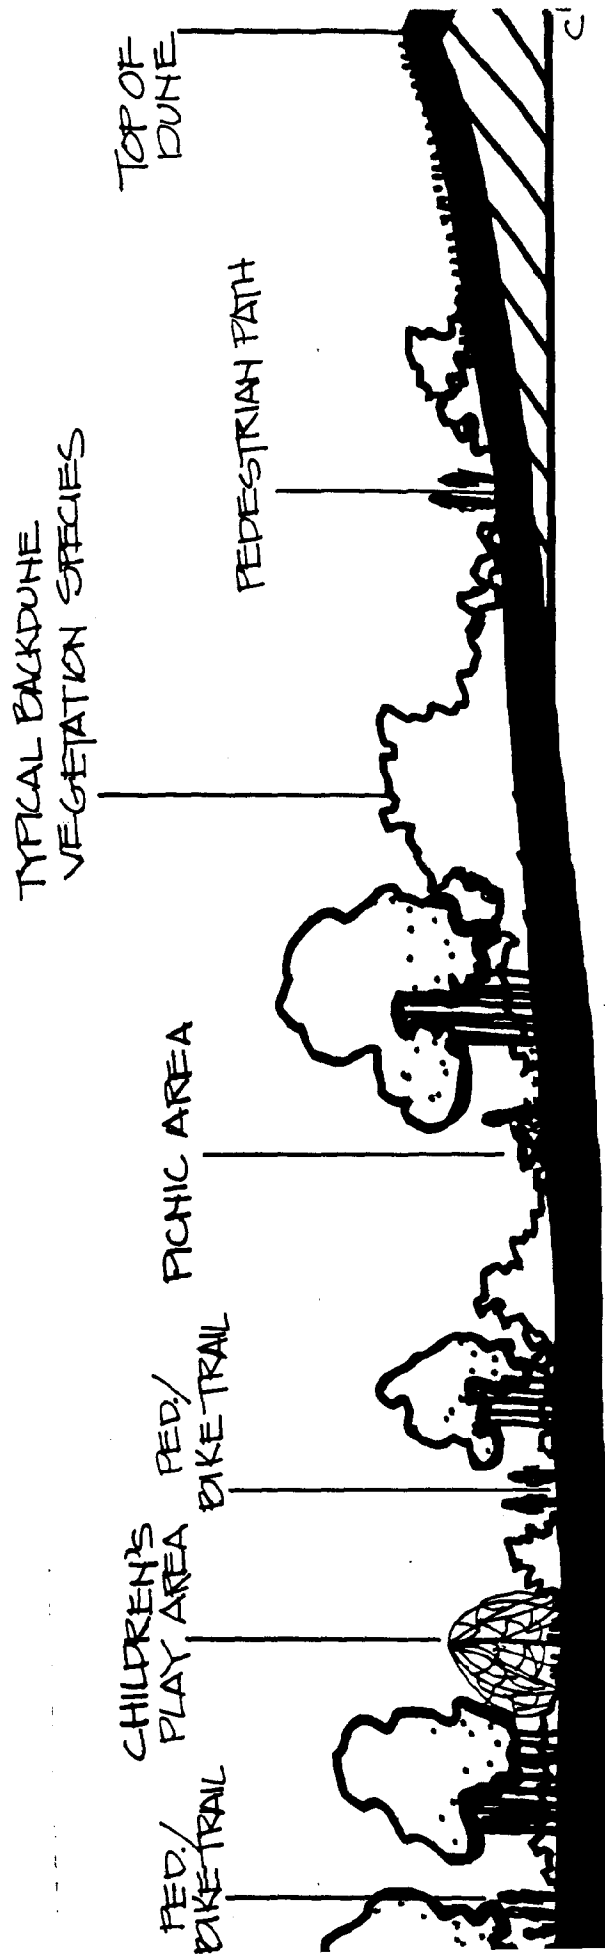 PED./
BIKE TRAIL
CHILDREN'S
PLAY AREA
PED./
BIKE TRAIL
PICNIC AREA
TYPICAL BACKDUNE
VEGETATION SPECIES
PEDESTRIAN PATH
TOP OF
DUNE